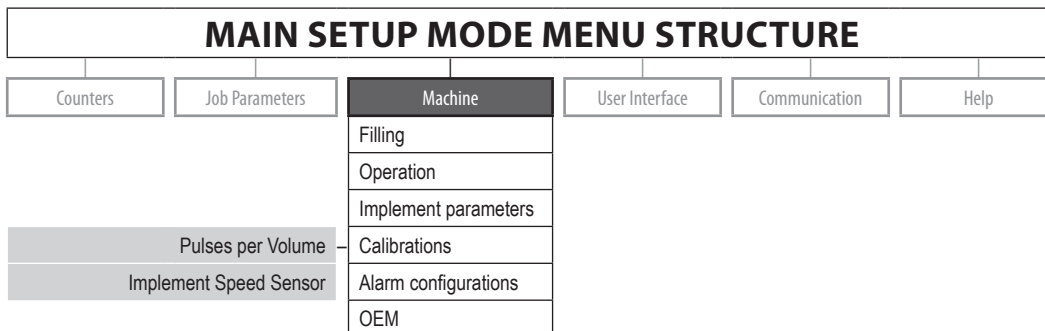 MAIN SETUP MODE MENU STRUCTURE
Counters Job Parameters Machine User Interface Communication Help
Filling
Operation
Implement parameters
Pulses per Volume – Calibrations
Implement Speed Sensor Alarm configurations
OEM